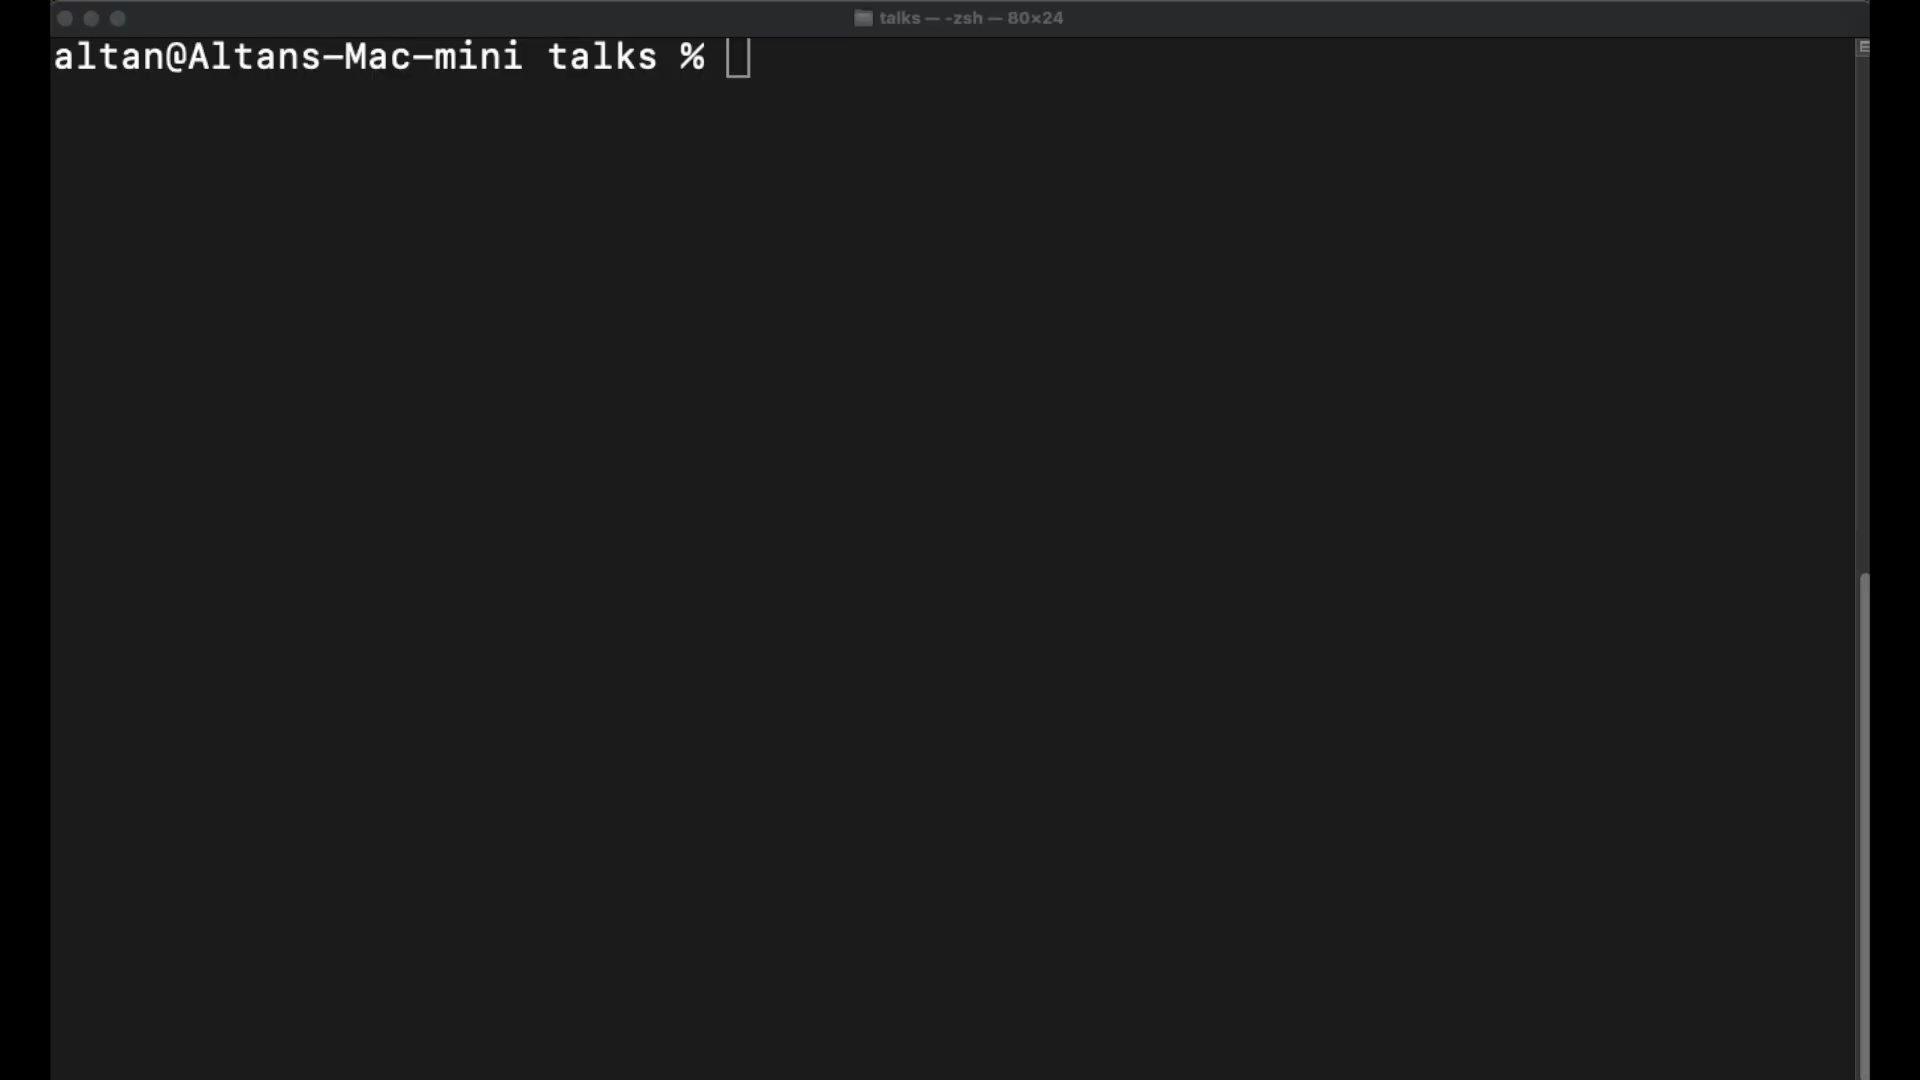 talks — -zsh — 80×24
altan@Altans-Mac-mini talks %